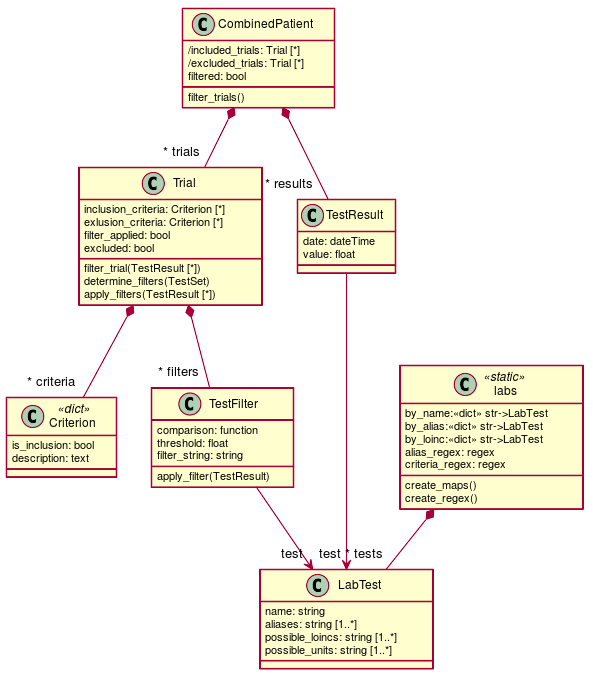 C CombinedPatient
/included_trials: Trial [*]
/excluded_trials: Trial [*]
filtered: bool
filter_trials()
* trials
* results
C Trial
inclusion_criteria: Criterion [*]
exlusion_criteria: Criterion [*]
filter_applied: bool
excluded: bool
filter_trial(TestResult [*])
determine_filters(TestSet)
apply_filters(TestResult [*])
C TestResult
date: dateTime
value: float
* criteria
* filters
C «dict»
Criterion
is_inclusion: bool
description: text
C TestFilter
comparison: function
threshold: float
filter_string: string
apply_filter(TestResult)
C «static»
labs
by_name:«dict» str->LabTest
by_alias:«dict» str->LabTest
by_loinc:«dict» str->LabTest
alias_regex: regex
criteria_regex: regex
create_maps()
create_regex()
test
test
* tests
C LabTest
name: string
aliases: string [1..*]
possible_loincs: string [1..*]
possible_units: string [1..*]